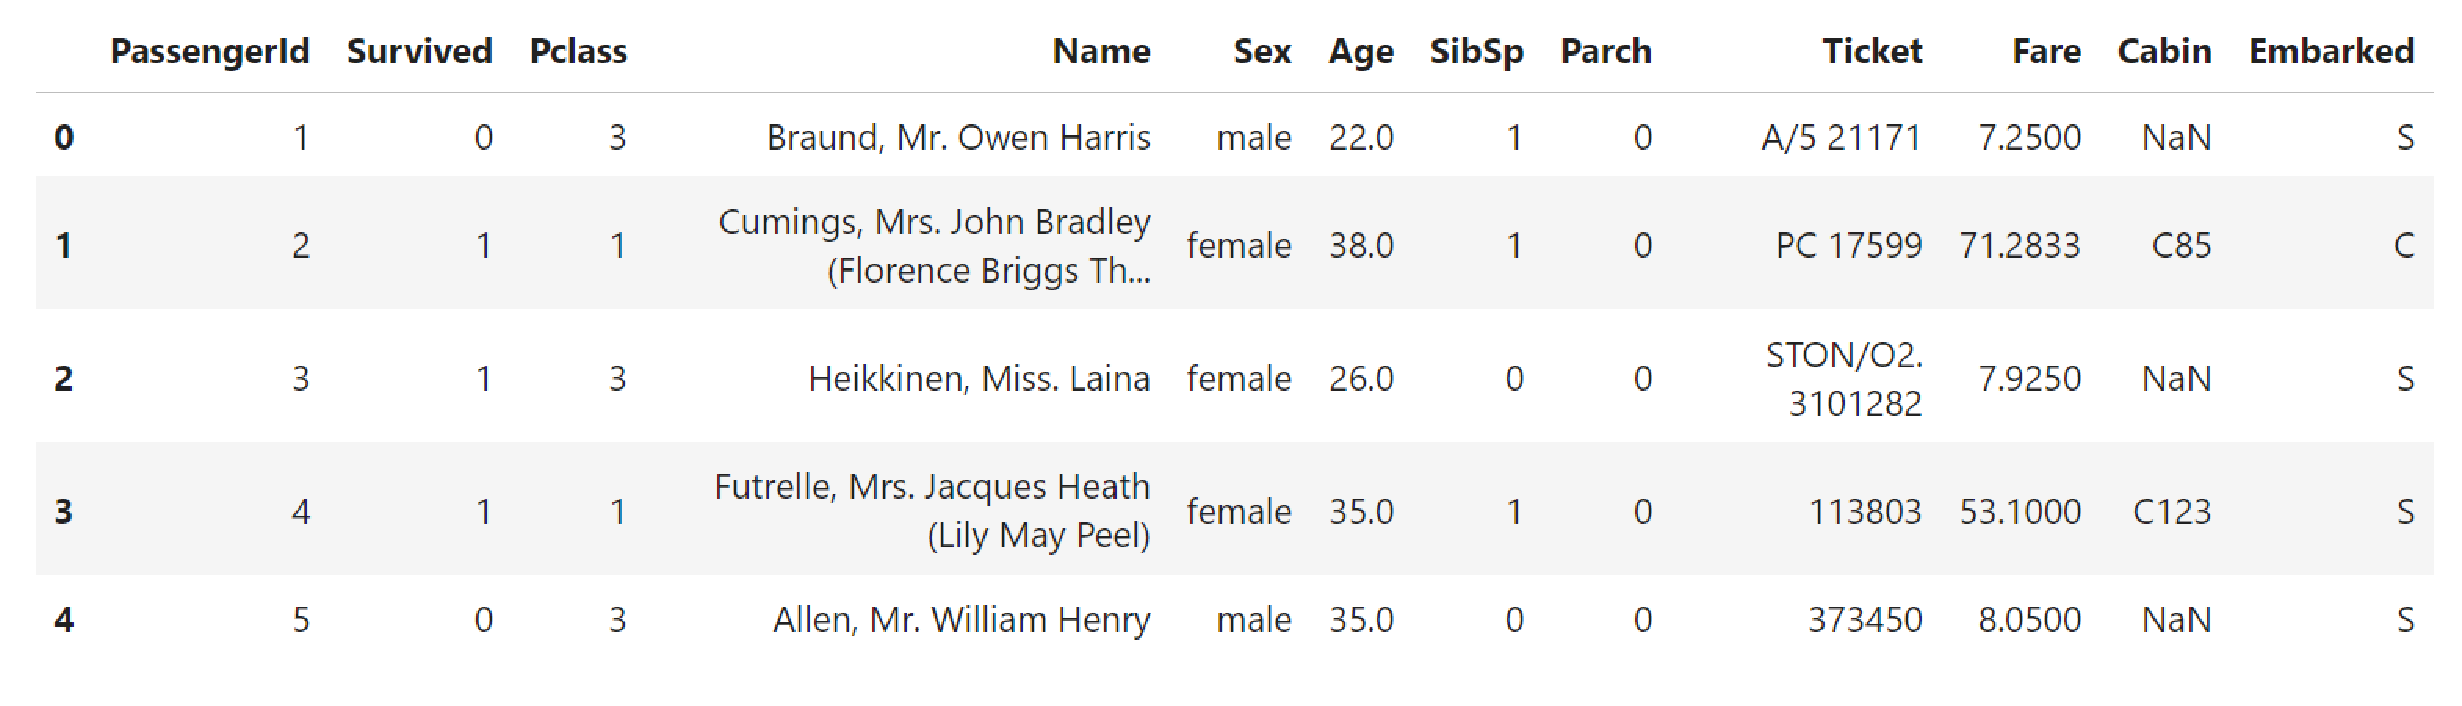 PassengerId Survived Pclass Name Sex Age SibSp Parch Ticket Fare Cabin Embarked
0 1 0 3 Braund, Mr. Owen Harris male 22.0 1 0 A/5 21171 7.2500 NaN S
1 2 1 1 Cumings, Mrs. John Bradley (Florence Briggs Th... female 38.0 1 0 PC 17599 71.2833 C85 C
2 3 1 3 Heikkinen, Miss. Laina female 26.0 0 0 STON/O2. 3101282 7.9250 NaN S
3 4 1 1 Futrelle, Mrs. Jacques Heath (Lily May Peel) female 35.0 1 0 113803 53.1000 C123 S
4 5 0 3 Allen, Mr. William Henry male 35.0 0 0 373450 8.0500 NaN S